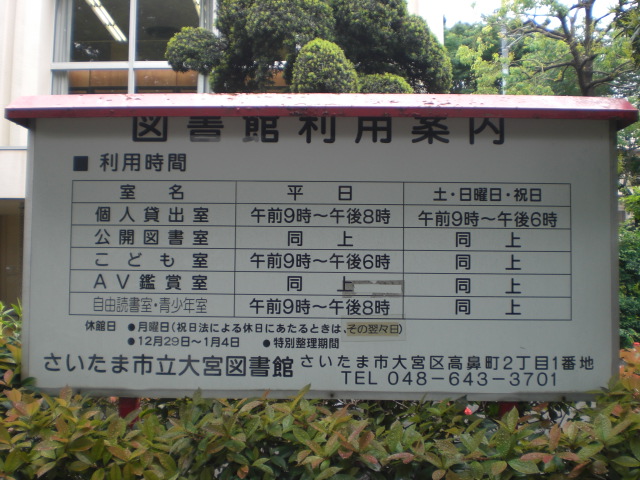 図書館利用案内
■ 利用時間
室名 平日 土・日曜日・祝日
個人貸出室 午前9時～午後8時 午前9時～午後6時
公開図書室 同上 同上
こども室 午前9時～午後6時 同上
AV鑑賞室 同上 同上
自由読書室・青少年室 午前9時～午後8時 同上
休館日 ●月曜日(祝日法による休日にあたるときは、その翌々日)
●12月29日～1月4日 ●特別整理期間
さいたま市立大宮図書館 さいたま市大宮区高鼻町2丁目1番地
TEL 048-643-3701